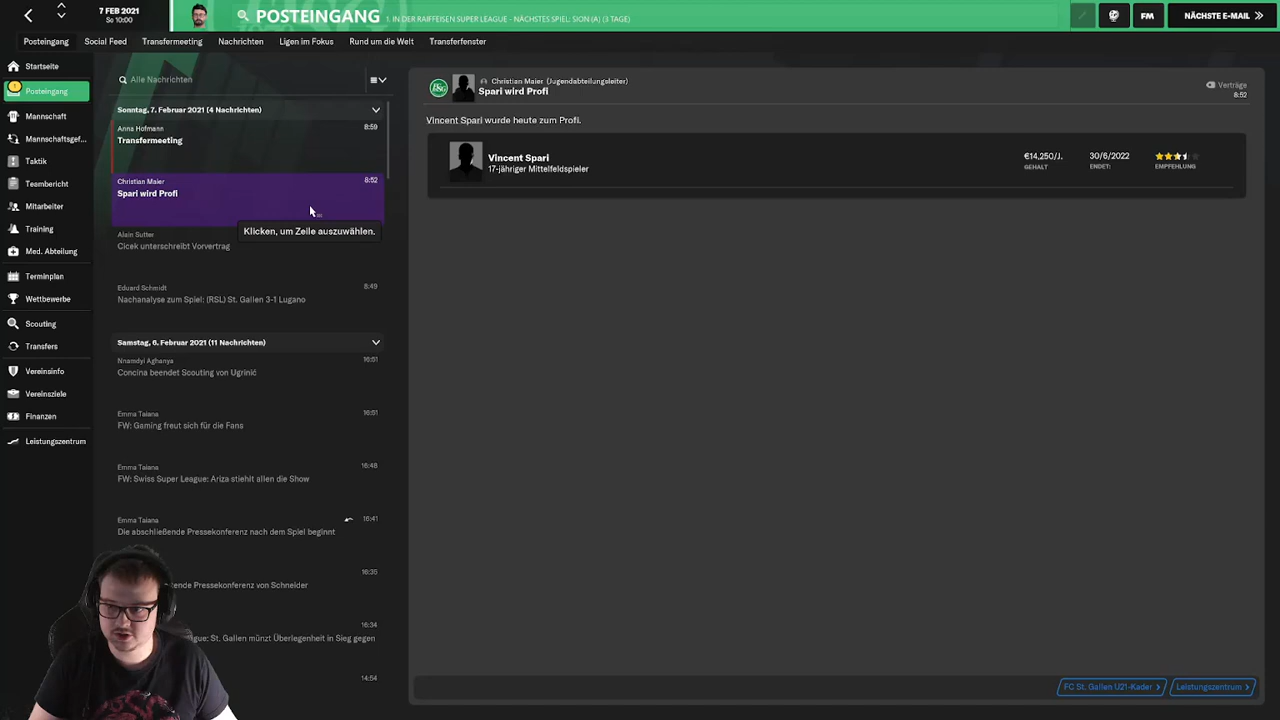 7 FEB 2021
So 10:00
POSTEINGANG
1. IN DER RAIFFEISEN SUPER LEAGUE - NÄCHSTES SPIEL: SION (A) (3 TAGE)
FM
NÄCHSTE E-MAIL
Posteingang
Social Feed
Transfermeeting
Nachrichten
Ligen im Fokus
Rund um die Welt
Transferfenster
Startseite
Posteingang
Mannschaft
Mannschaftsgef...
Taktik
Teambericht
Mitarbeiter
Training
Med. Abteilung
Terminplan
Wettbewerbe
Scouting
Transfers
Vereinsinfo
Vereinsziele
Finanzen
Leistungszentrum
Alle Nachrichten
Sonntag, 7. Februar 2021 (4 Nachrichten)
Anna Hofmann
8:59
Transfermeeting
Christian Maier
8:52
Spari wird Profi
Klicken, um Zeile auszuwählen.
Alain Sutter
Cicek unterschreibt Vorvertrag
Eduard Schmidt
8:49
Nachanalyse zum Spiel: (RSL) St. Gallen 3-1 Lugano
Samstag, 6. Februar 2021 (11 Nachrichten)
Nnamdyi Aghanya
16:51
Concina beendet Scouting von Ugrinić
Emma Taiana
16:51
FW: Gaming freut sich für die Fans
Emma Taiana
16:48
FW: Swiss Super League: Ariza stiehlt allen die Show
Emma Taiana
16:41
Die abschließende Pressekonferenz nach dem Spiel beginnt
16:35
tende Pressekonferenz von Schneider
16:34
gue: St. Gallen münzt Überlegenheit in Sieg gegen
14:54
Christian Maier (Jugendabteilungsleiter)
Spari wird Profi
Verträge
8:52
Vincent Spari wurde heute zum Profi.
Vincent Spari
17-jähriger Mittelfeldspieler
€14,250/J.
GEHALT
30/6/2022
ENDET:
EMPFEHLUNG
FC St. Gallen U21-Kader
Leistungszentrum